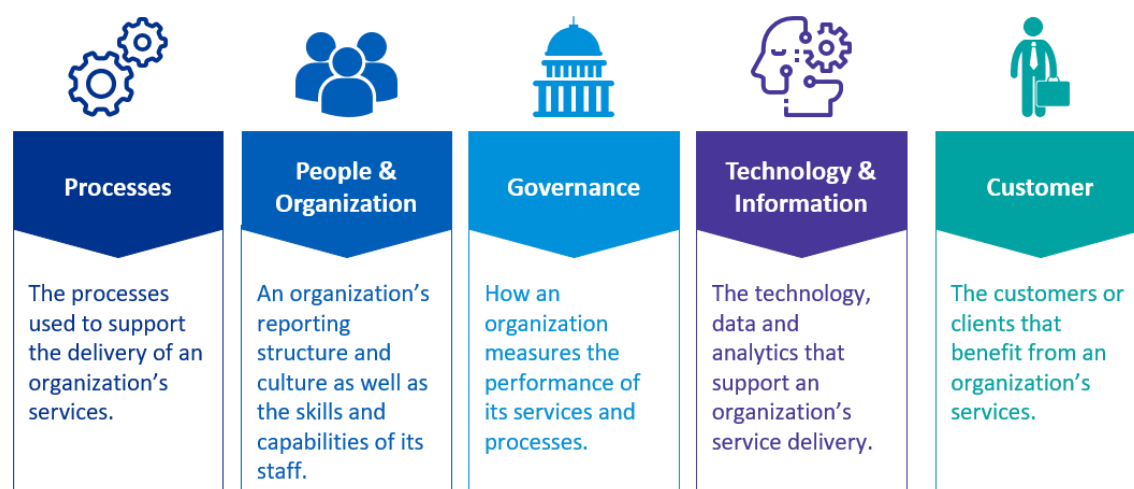 Processes
The processes
used to support
the delivery of an
organization's
services.
People &
Organization
An organization's
reporting
structure and
culture as well as
the skills and
capabilities of its
staff.
Governance
How an
organization
measures the
performance of
its services and
processes.
Technology &
Information
The technology,
data and
analytics that
support an
organization's
service delivery.
Customer
The customers or
clients that
benefit from an
organization's
services.